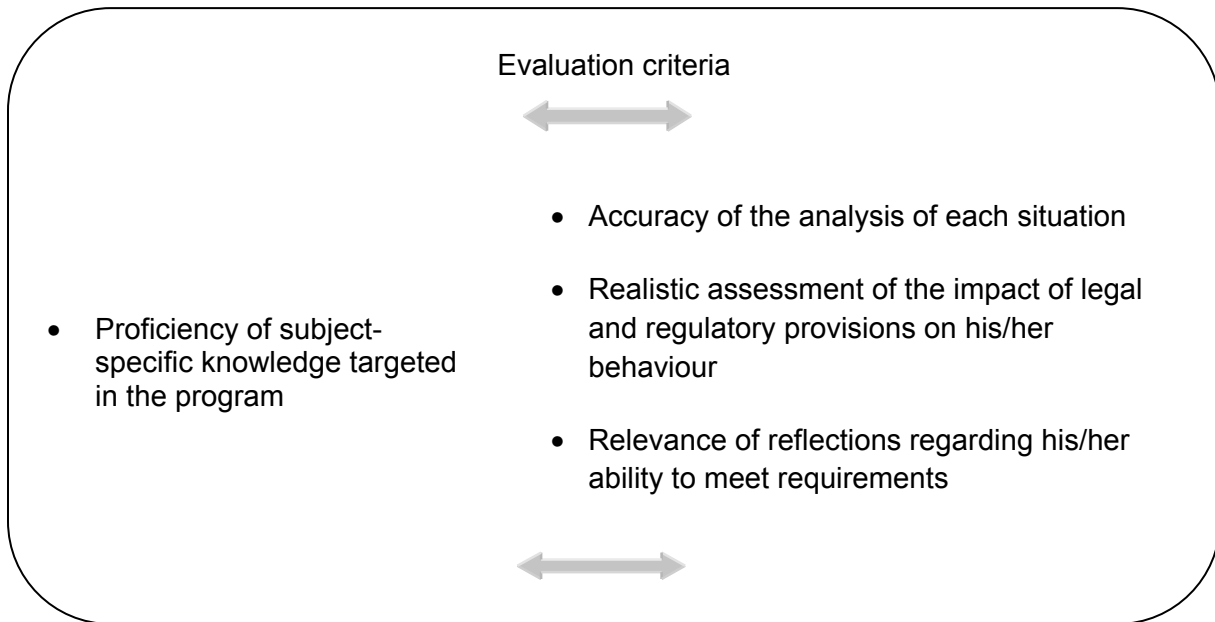 Evaluation criteria
• Proficiency of subject-
specific knowledge targeted
in the program
• Accuracy of the analysis of each situation
• Realistic assessment of the impact of legal
and regulatory provisions on his/her
behaviour
• Relevance of reflections regarding his/her
ability to meet requirements